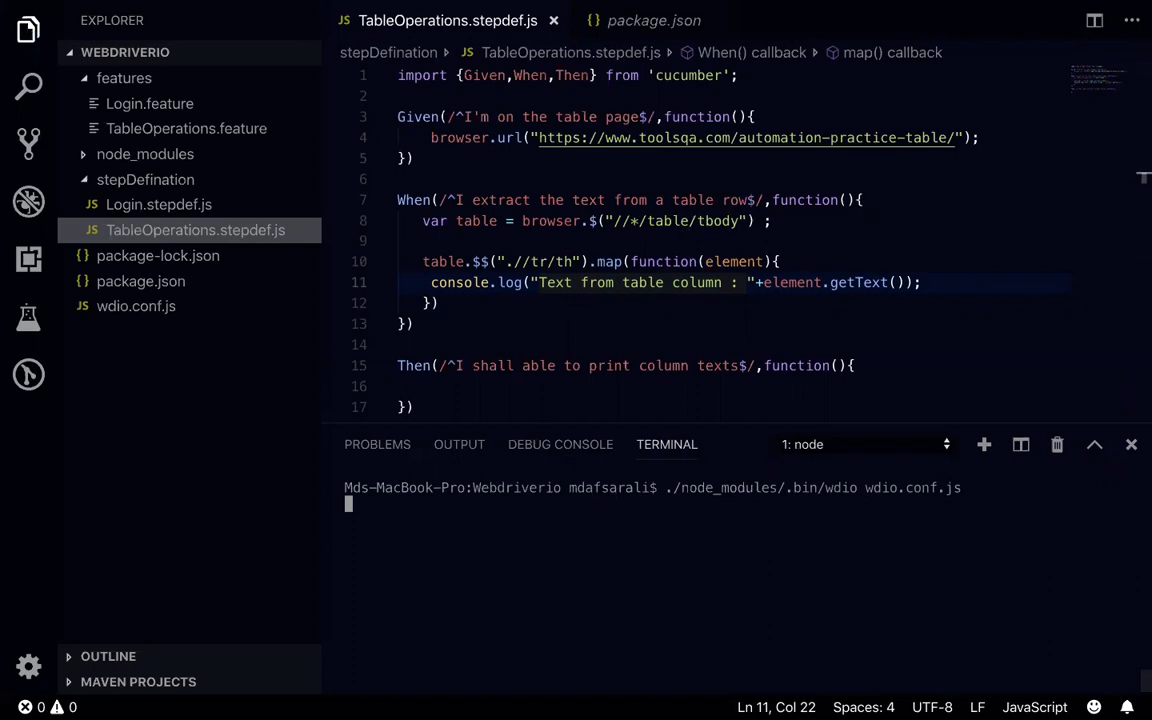 EXPLORER
TableOperations.stepdef.js
package.json
WEBDRIVERIO
stepDefination
TableOperations.stepdef.js
When() callback
map() callback
features
Login.feature
TableOperations.feature
node_modules
stepDefination
Login.stepdef.js
TableOperations.stepdef.js
package-lock.json
package.json
wdio.conf.js
OUTLINE
MAVEN PROJECTS
1 import {Given,When,Then} from 'cucumber';
2
3 Given(/^I'm on the table page$/,function(){
4 browser.url("https://www.toolsqa.com/automation-practice-table/");
5 })
6
7 When(/^I extract the text from a table row$/,function(){
8 var table = browser.$("//*/table/tbody") ;
9
10 table.$$(".//tr/th").map(function(element){
11 console.log("Text from table column : "+element.getText());
12 })
13 })
14
15 Then(/^I shall able to print column texts$/,function(){
16
17 })
PROBLEMS OUTPUT DEBUG CONSOLE TERMINAL 1: node
Mds-MacBook-Pro:Webdriverio mdafsarali$ ./node_modules/.bin/wdio wdio.conf.js
0 0 Ln 11, Col 22 Spaces: 4 UTF-8 LF JavaScript